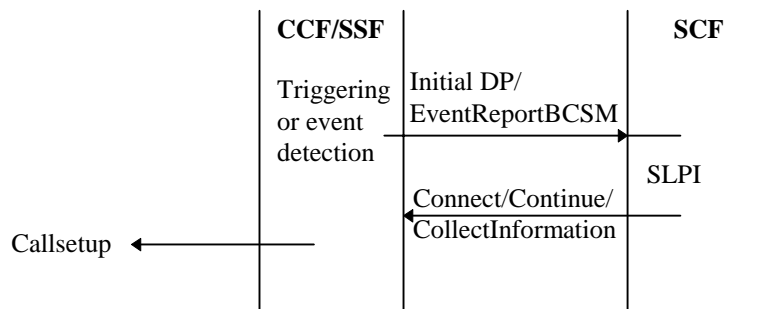 CCF/SSF
SCF
Triggering
or event
detection
Initial DP/
EventReportBCSM
SLPI
Connect/Continue/
CollectInformation
Callsetup